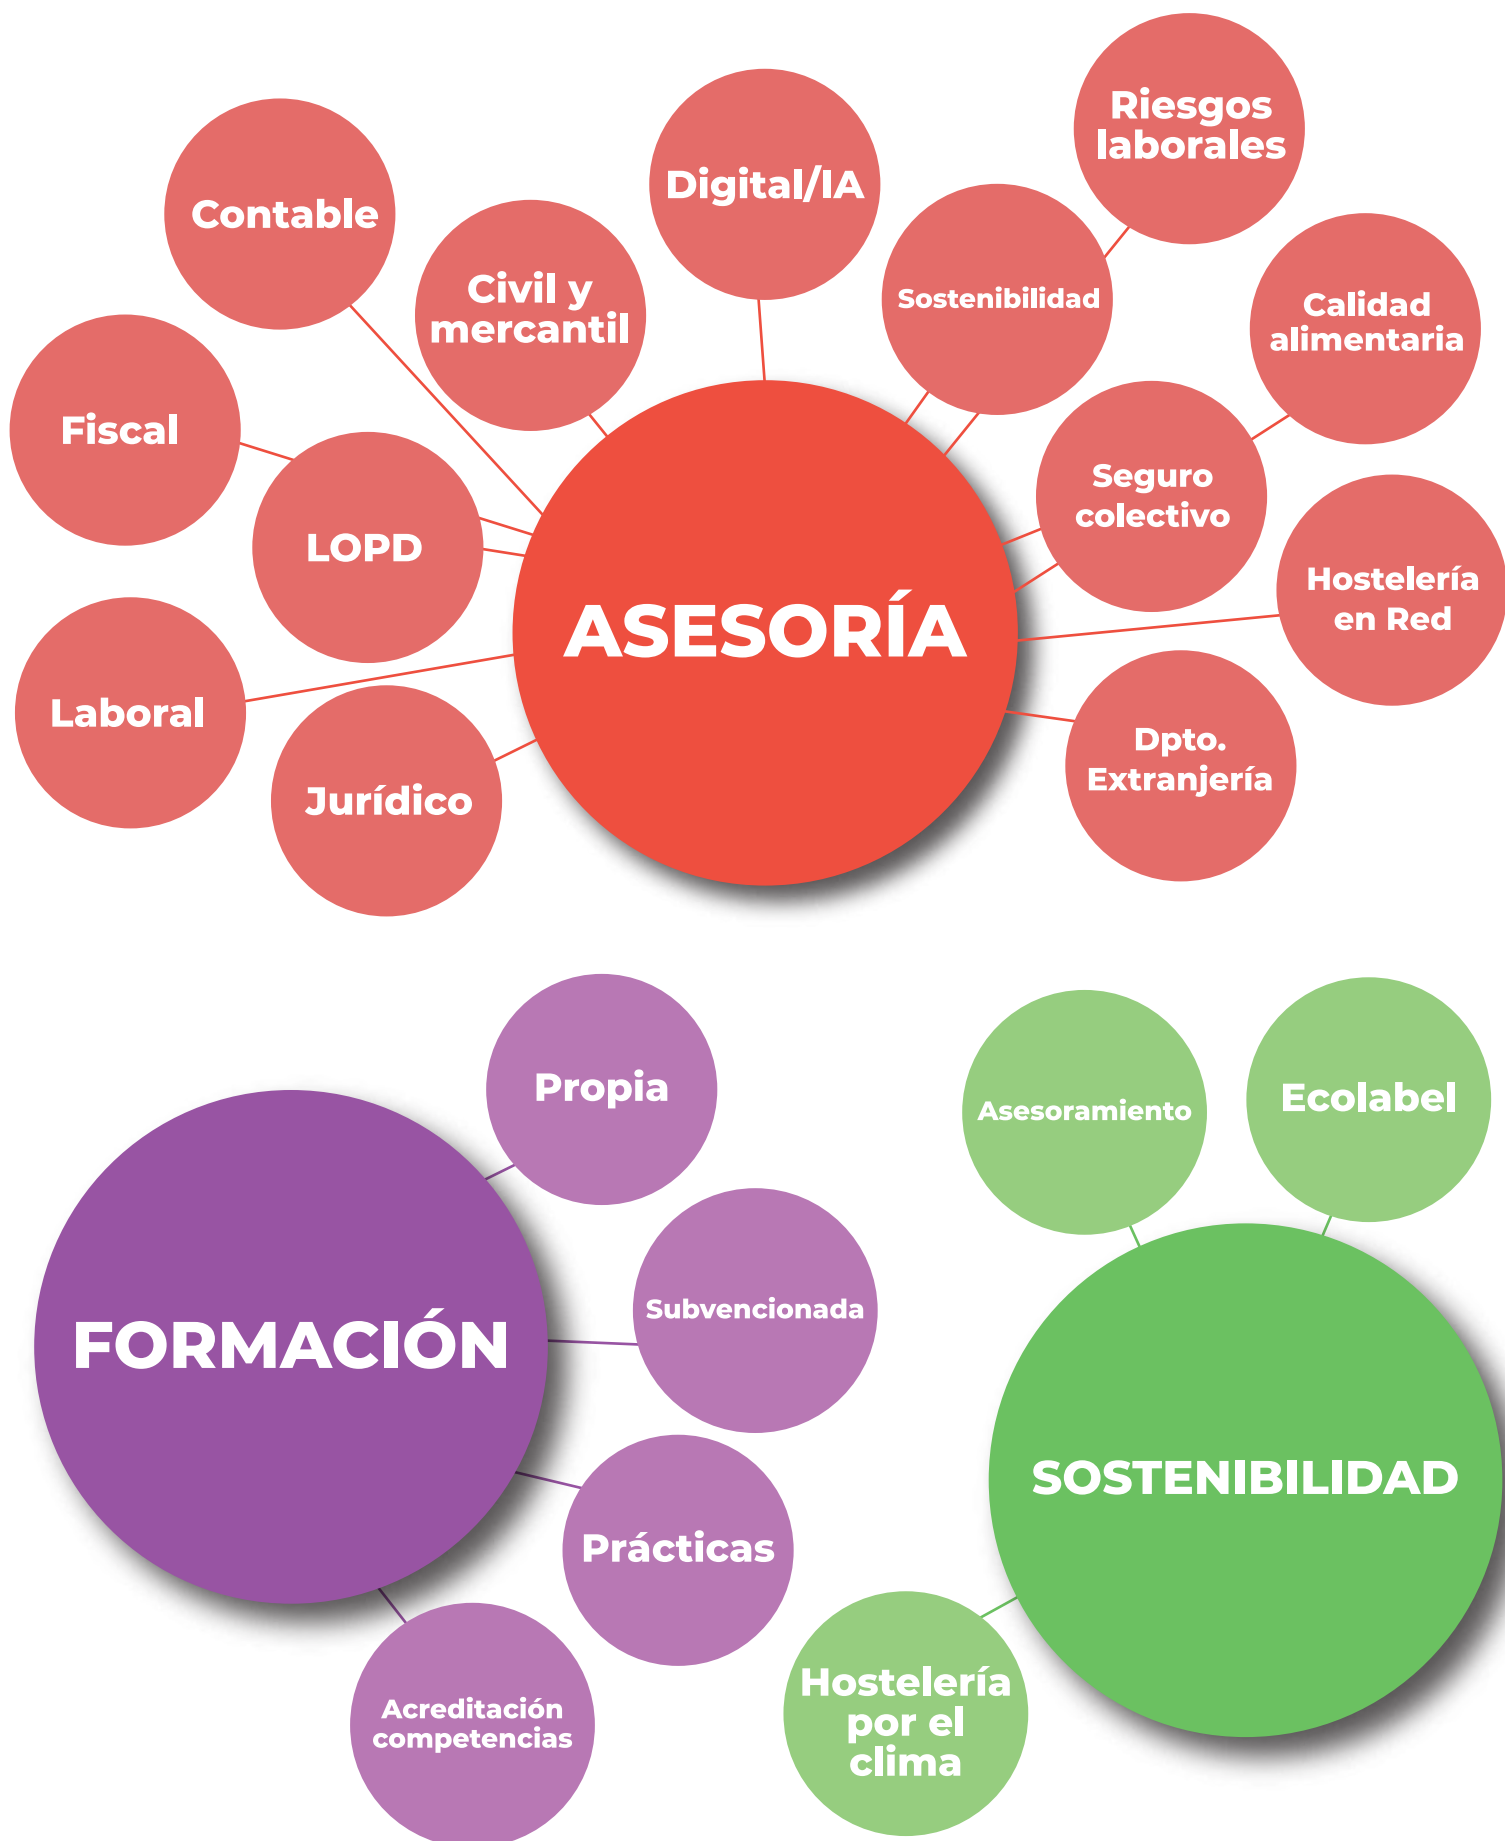 Riesgos
laborales
Digital/IA
Contable
Civil y
mercantil
Sostenibilidad
Calidad
alimentaria
Fiscal
LOPD
Seguro
colectivo
Hostelería
en Red
ASESORÍA
Laboral
Jurídico
Dpto.
Extranjería
Propia
Subvencionada
FORMACIÓN
Prácticas
Acreditación
competencias
Asesoramiento
Ecolabel
SOSTENIBILIDAD
Hostelería
por el
clima